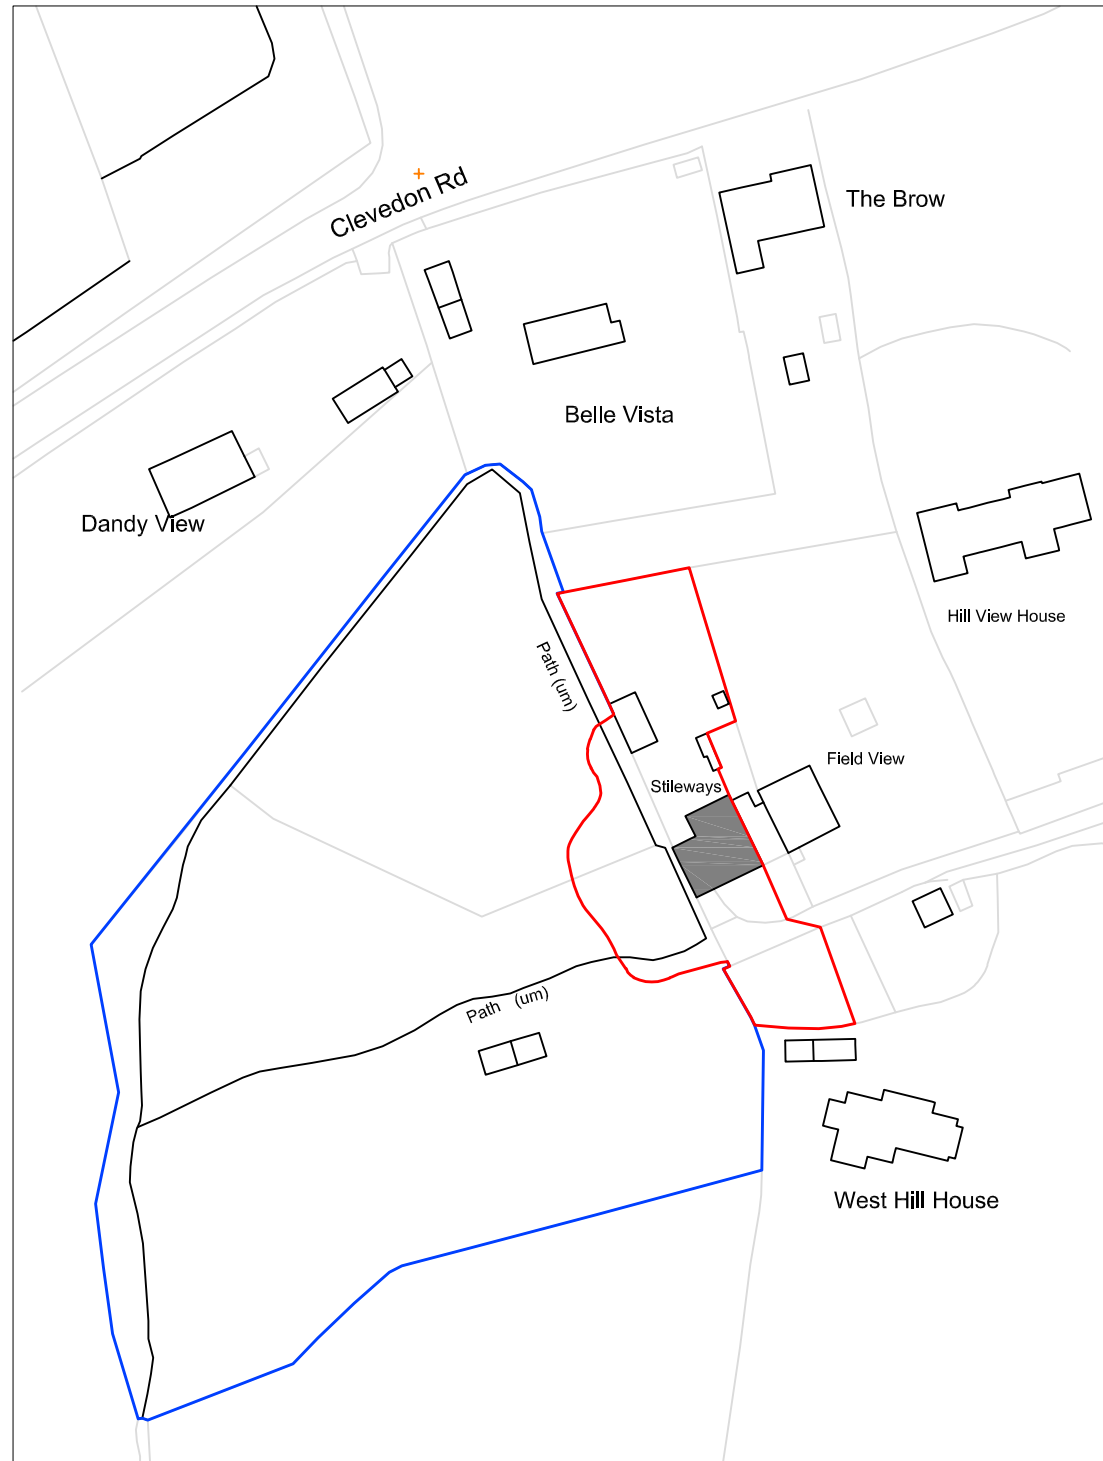 Clevedon Rd
The Brow
Belle Vista
Dandy View
Hill View House
Path (um)
Field View
Stileways
Path (um)
West Hill House